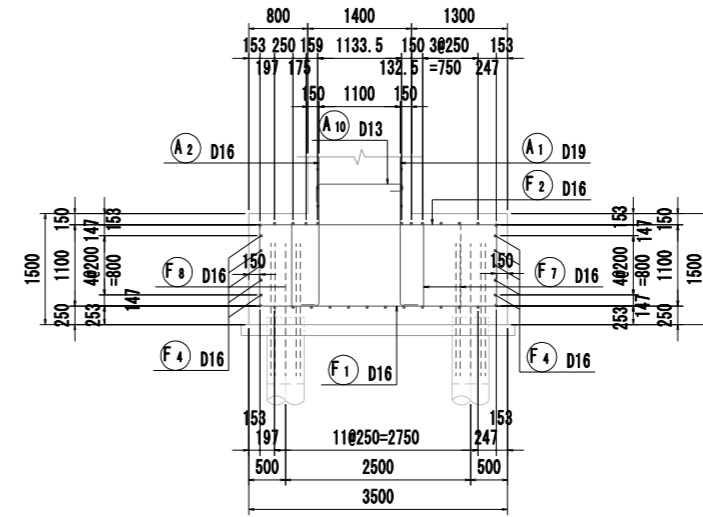 800 1400 1300
153 250 159 1133.5 150 3@250 153
197 175 132.5 =750 247
150 1100 150
A10 D13
A2 D16 A1 D19
F2 D16
150 147 153 153 147 150
1500 1100 4@200 =800 4@200 =800 1100 1500
F8 D16 150 150 F7 D16
250 253 147 147 253 250
F4 D16 F1 D16 F4 D16
153 153
197 11@250=2750 247
500 2500 500
3500